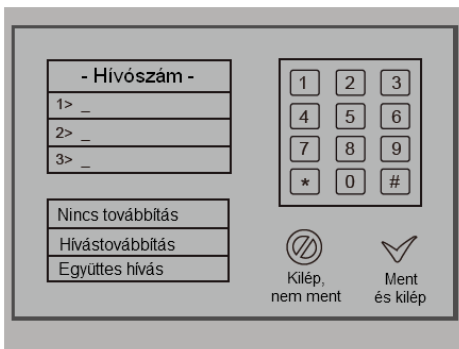 - Hívószám -
1> _
2> _
3> _
Nincs továbbítás
Hívástovábbítás
Együttes hívás
1 2 3
4 5 6
7 8 9
* 0 #
Kilép,
nem ment
Ment
és kilép